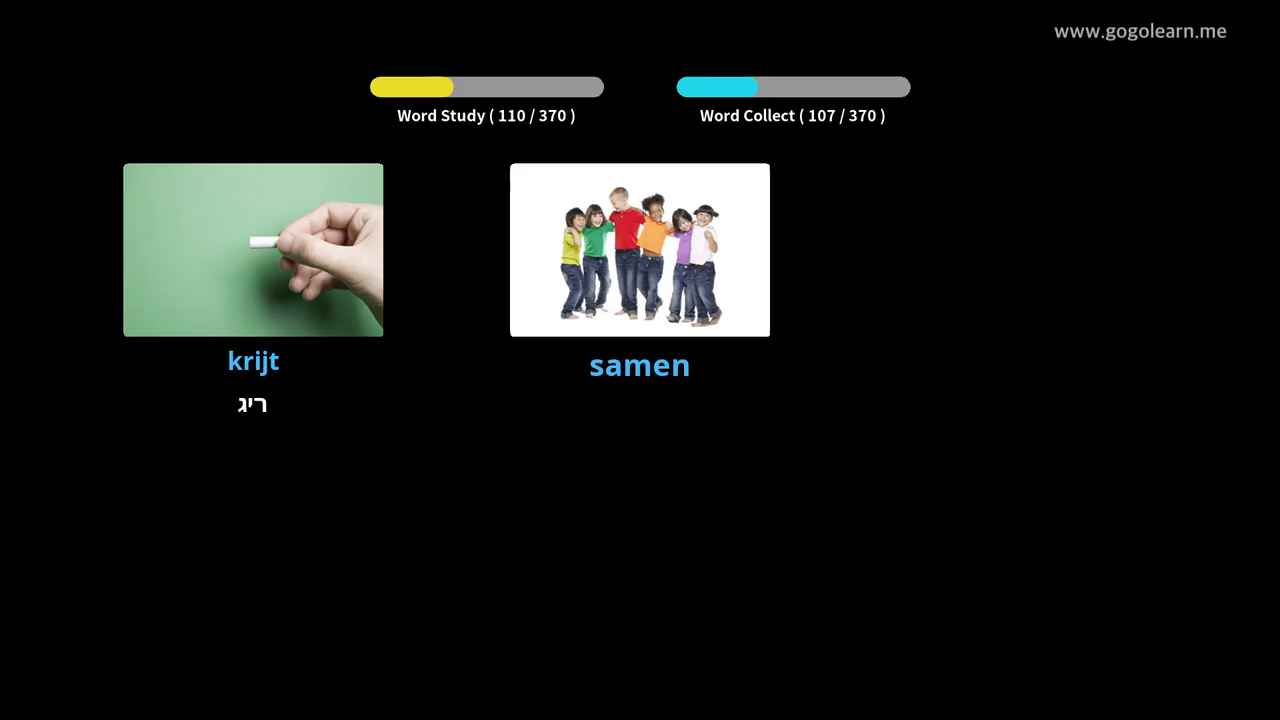 www.gogolearn.me
Word Study ( 110 / 370 )
Word Collect ( 107 / 370 )
krijt
samen
ריג